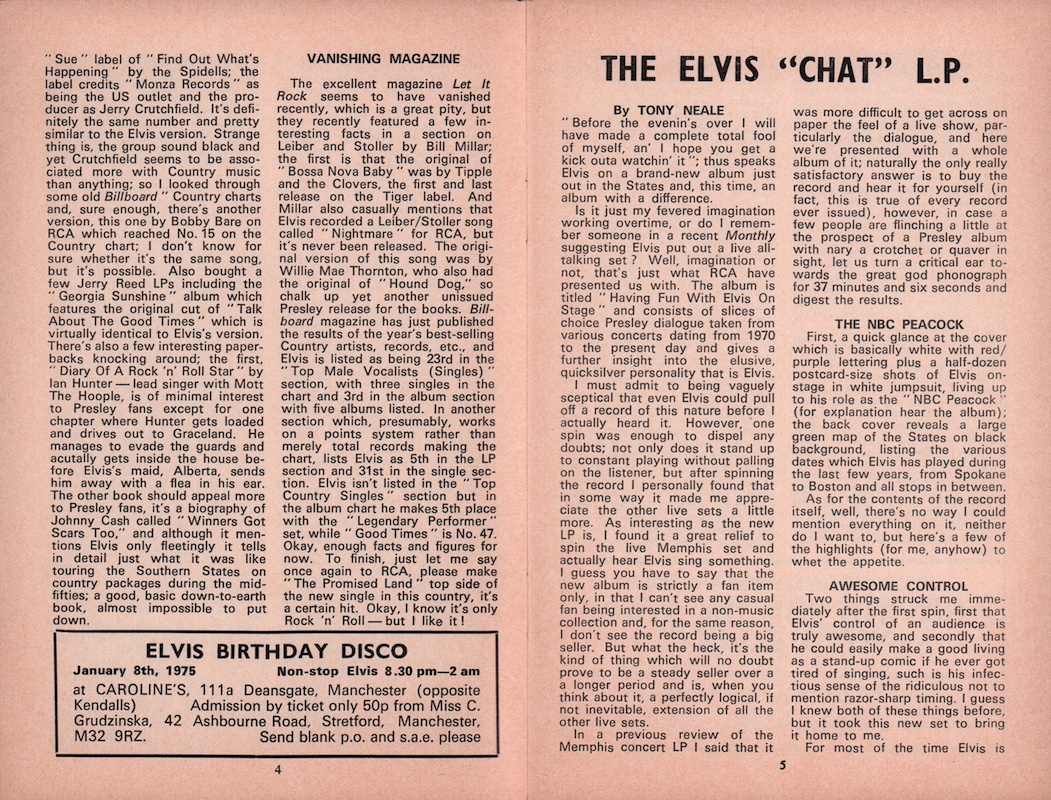 "Sue" label of "Find Out What's
Happening" by the Spidells; the
label credits "Monza Records" as
being the US outlet and the pro-
ducer as Jerry Crutchfield. It's defi-
nitely the same number and pretty
similar to the Elvis version. Strange
thing is, the group sound black and
yet Crutchfield seems to be asso-
ciated more with Country music
than anything; so I looked through
some old Billboard" Country charts
and, sure enough, there's another
version, this one by Bobby Bare on
RCA which reached No. 15 on the
Country chart; I don't know for
sure whether it's the same song,
but it's possible. Also bought a
few Jerry Reed LPs including the
"Georgia Sunshine" album which
features the original cut of "Talk
About The Good Times" which is
virtually identical to Elvis's version.
There's also a few interesting paper-
backs knocking around; the first,
"Diary Of A Rock 'n' Roll Star" by
Ian Hunter — lead singer with Mott
The Hoople, is of minimal interest
to Presley fans except for one
chapter where Hunter gets loaded
and drives out to Graceland. He
manages to evade the guards and
acutally gets inside the house be-
fore Elvis's maid, Alberta, sends
him away with a flea in his ear.
The other book should appeal more
to Presley fans, it's a biography of
Johnny Cash called "Winners Got
Scars Too," and although it men-
tions Elvis only fleetingly it tells
in detail just what it was like
touring the Southern States on
country packages during the mid-
fifties; a good, basic down-to-earth
book, almost impossible to put
down.
VANISHING MAGAZINE
The excellent magazine Let It
Rock seems to have vanished
recently, which is a great pity, but
they recently featured a few in-
teresting facts in a section on
Leiber and Stoller by Bill Millar;
the first is that the original of
"Bossa Nova Baby" was by Tipple
and the Clovers, the first and last
release on the Tiger label. And
Millar also casually mentions that
Elvis recorded a Leiber/Stoller song
called "Nightmare" for RCA, but
it's never been released. The origi-
nal version of this song was by
Willie Mae Thornton, who also had
the original of "Hound Dog," so
chalk up yet another unissued
Presley release for the books. Bill-
board magazine has just published
the results of the year's best-selling
Country artists, records, etc., and
Elvis is listed as being 23rd in the
"Top Male Vocalists (Singles)"
section, with three singles in the
chart and 3rd in the album section
with five albums listed. In another
section which, presumably, works
on a points system rather than
merely total records making the
chart, lists Elvis as 5th in the LP
section and 31st in the single sec-
tion. Elvis isn't listed in the "Top
Country Singles" section but in
the album chart he makes 5th place
with the "Legendary Performer"
set, while "Good Times" is No. 47.
Okay, enough facts and figures for
now. To finish, just let me say
once again to RCA, please make
"The Promised Land" top side of
the new single in this country, it's
a certain hit. Okay, I know it's only
Rock 'n' Roll — but I like it!
ELVIS BIRTHDAY DISCO
January 8th, 1975 Non-stop Elvis 8.30 pm—2 am
at CAROLINE'S, 111a Deansgate, Manchester (opposite
Kendalls) Admission by ticket only 50p from Miss C.
Grudzinska, 42 Ashbourne Road, Stretford, Manchester,
M32 9RZ. Send blank p.o. and s.a.e. please
4
THE ELVIS "CHAT" L.P.
By TONY NEALE
"Before the evenin's over I will
have made a complete total fool
of myself, an' I hope you get a
kick outa watchin' it"; thus speaks
Elvis on a brand-new album just
out in the States and, this time, an
album with a difference.
Is it just my fevered imagination
working overtime, or do I remem-
ber someone in a recent Monthly
suggesting Elvis put out a live all-
talking set? Well, imagination or
not, that's just what RCA have
presented us with. The album is
titled "Having Fun With Elvis On
Stage" and consists of slices of
choice Presley dialogue taken from
various concerts dating from 1970
to the present day and gives a
further insight into the elusive,
quicksilver personality that is Elvis.
I must admit to being vaguely
sceptical that even Elvis could pull
off a record of this nature before I
actually heard it. However, one
spin was enough to dispel any
doubts; not only does it stand up
to constant playing without palling
on the listener, but after spinning
the record I personally found that
in some way it made me appre-
ciate the other live sets a little
more. As interesting as the new
LP is, I found it a great relief to
spin the live Memphis set and
actually hear Elvis sing something.
I guess you have to say that the
new album is strictly a fan item
only, in that I can't see any casual
fan being interested in a non-music
collection and, for the same reason,
I don't see the record being a big
seller. But what the heck, it's the
kind of thing which will no doubt
prove to be a steady seller over a
a longer period and is, when you
think about it, a perfectly logical, if
not inevitable, extension of all the
other live sets.
In a previous review of the
Memphis concert LP I said that it
was more difficult to get across on
paper the feel of a live show, par-
ticularly the dialogue, and here
we're presented with a whole
album of it; naturally the only really
satisfactory answer is to buy the
record and hear it for yourself (in
fact, this is true of every record
ever issued), however, in case a
few people are flinching a little at
the prospect of a Presley album
with nary a crotchet or quaver in
sight, let us turn a critical ear to-
wards the great god phonograph
for 37 minutes and six seconds and
digest the results.
THE NBC PEACOCK
First, a quick glance at the cover
which is basically white with red/
purple lettering plus a half-dozen
postcard-size shots of Elvis on-
stage in white jumpsuit, living up
to his role as the "NBC Peacock"
(for explanation hear the album);
the back cover reveals a large
green map of the States on black
background, listing the various
dates which Elvis has played during
the last few years, from Spokane
to Boston and all stops in between.
As for the contents of the record
itself, well, there's no way I could
mention everything on it, neither
do I want to, but here's a few of
the highlights (for me, anyhow) to
whet the appetite.
AWESOME CONTROL
Two things struck me imme-
diately after the first spin, first that
Elvis' control of an audience is
truly awesome, and secondly that
he could easily make a good living
as a stand-up comic if he ever got
tired of singing, such is his infec-
tious sense of the ridiculous not to
mention razor-sharp timing. I guess
I knew both of these things before,
but it took this new set to bring
it home to me.
For most of the time Elvis is
5